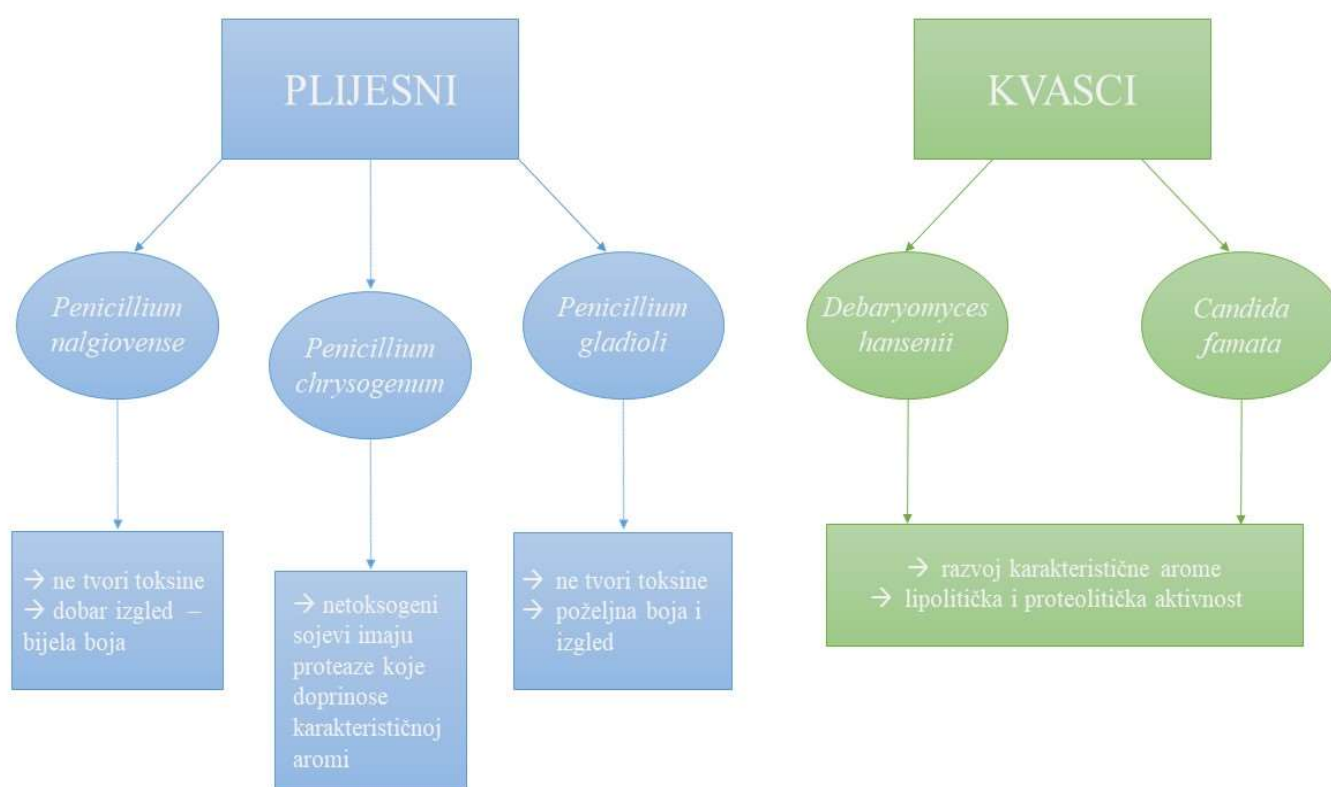 PLIJESNI
KVASCI
Penicillium
nalgiovense
Penicillium
chrysogenum
Penicillium
gladioli
Debaryomyces
hansenii
Candida
famata
→ ne tvori toksine
→ dobar izgled –
bijela boja
→ netoksogeni
sojevi imaju
proteaze koje
doprinose
karakterističnoj
aromi
→ ne tvori toksine
→ poželjna boja i
izgled
→ razvoj karakteristične arome
→ lipolitička i proteolitička aktivnost